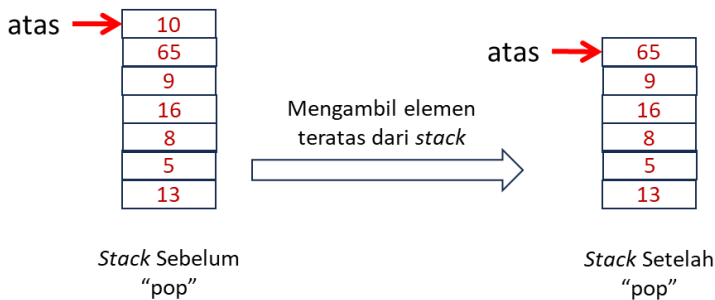 atas
10
65
9
16
8
5
13
Stack Sebelum
“pop”
Mengambil elemen
teratas dari stack
atas
65
9
16
8
5
13
Stack Setelah
“pop”